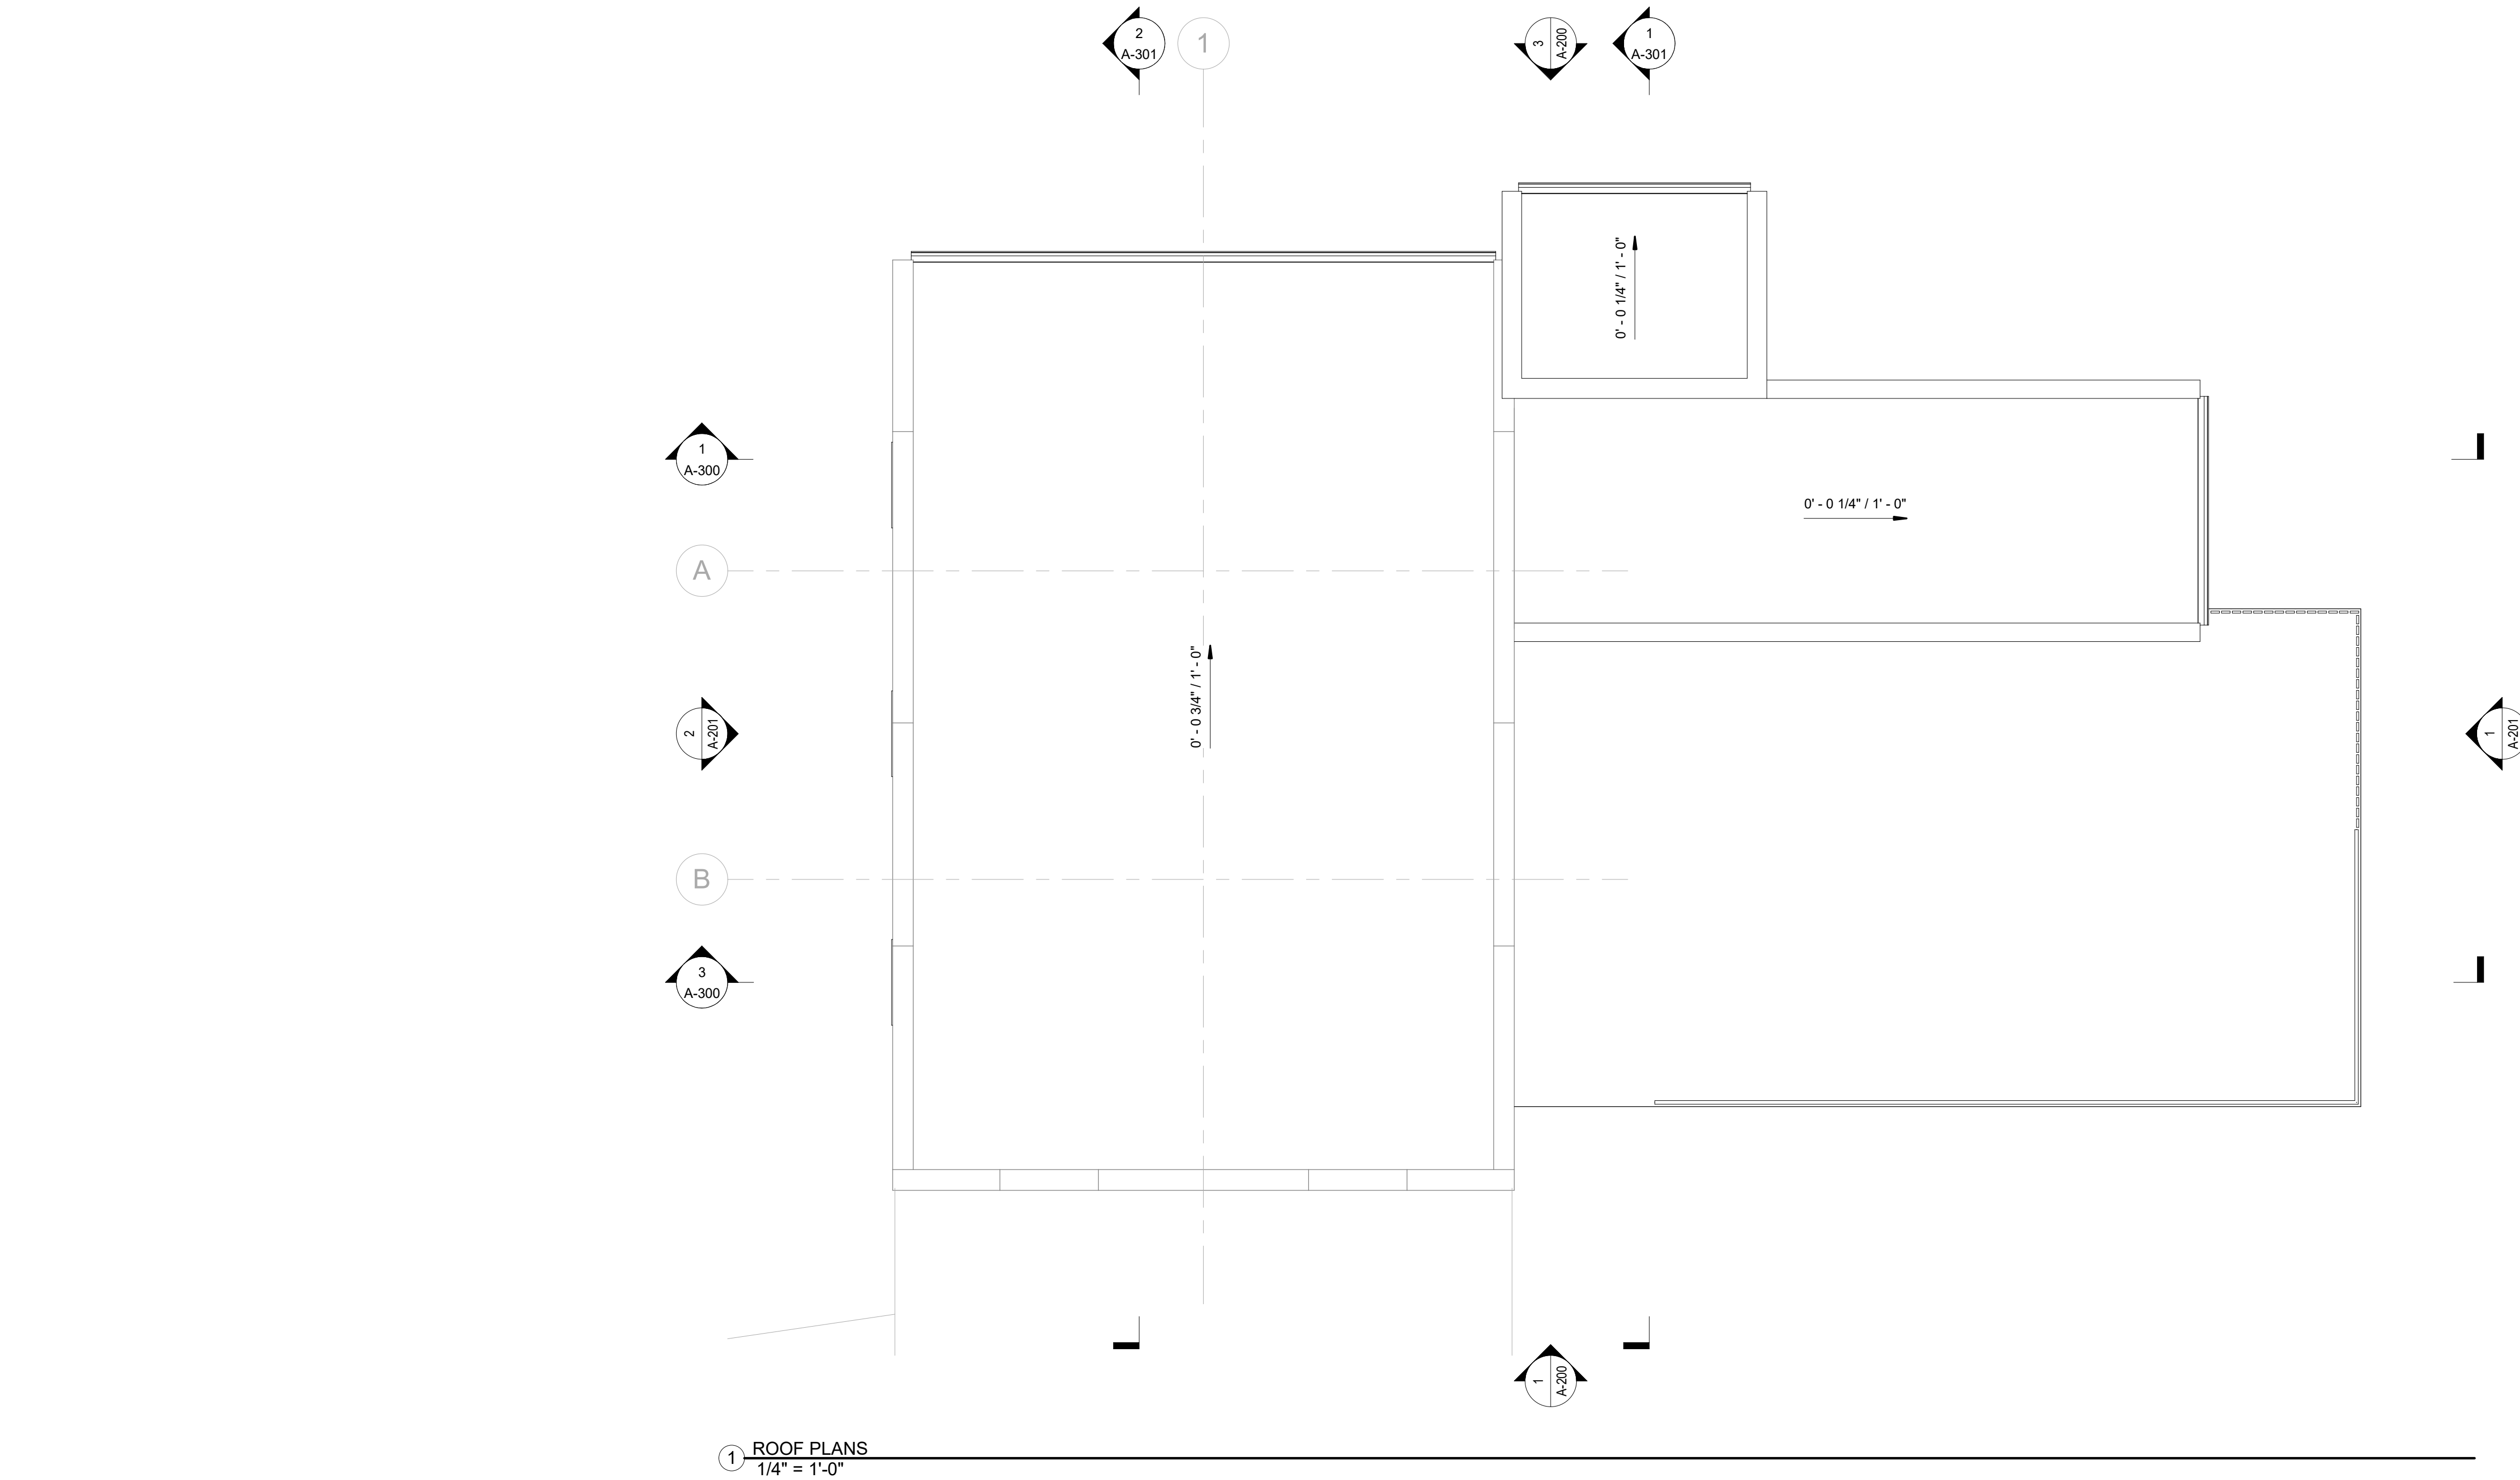 2
A-301
1
3
A-200
1
A-301
0' - 0 1/4" / 1' - 0"
1
A-300
0' - 0 1/4" / 1' - 0"
A
0' - 0 3/4" / 1' - 0"
2
A-201
1
A-201
B
3
A-300
1
A-200
1
ROOF PLANS
1/4" = 1'-0"